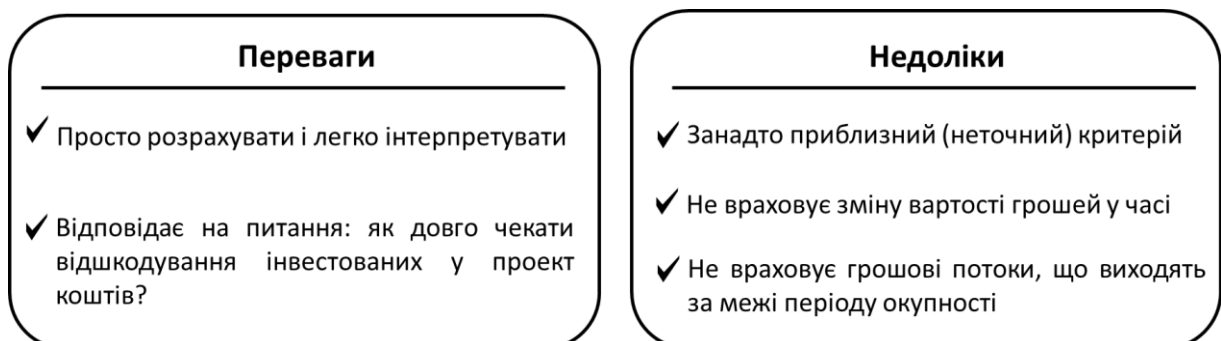 Переваги
Просто розрахувати і легко інтерпретувати
Відповідає на питання: як довго чекати
відшкодування інвестованих у проект
коштів?
Недоліки
Занадто приблизний (неточний) критерій
Не враховує зміну вартості грошей у часі
Не враховує грошові потоки, що виходять
за межі періоду окупності